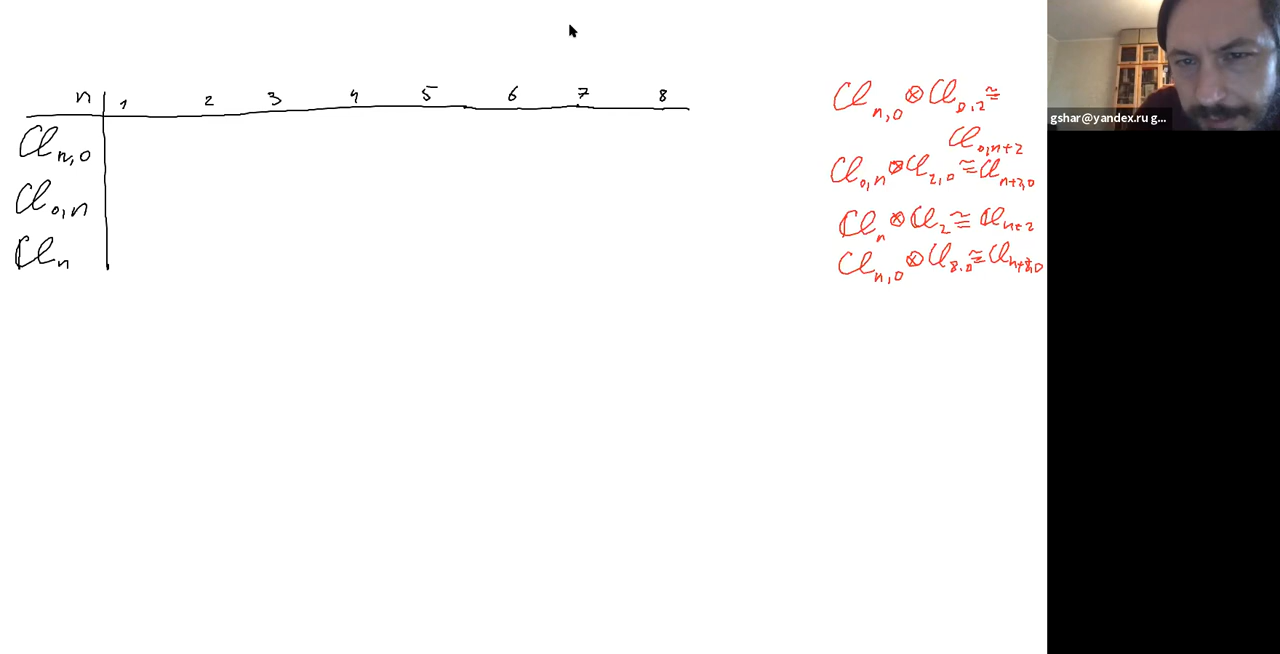 n 1 2 3 4 5 6 7 8
Cl_{n,0}
Cl_{0,n}
ℂl_n
Cl_{n,0} ⊗ Cl_{0,2} ≅
Cl_{0,n+2}
Cl_{0,n} ⊗ Cl_{2,0} ≅ Cl_{n+2,0}
ℂl_n ⊗ ℂl_2 ≅ ℂl_{n+2}
Cl_{n,0} ⊗ Cl_{8,0} ≅ Cl_{n+8,0}
gshar@yandex.ru g...